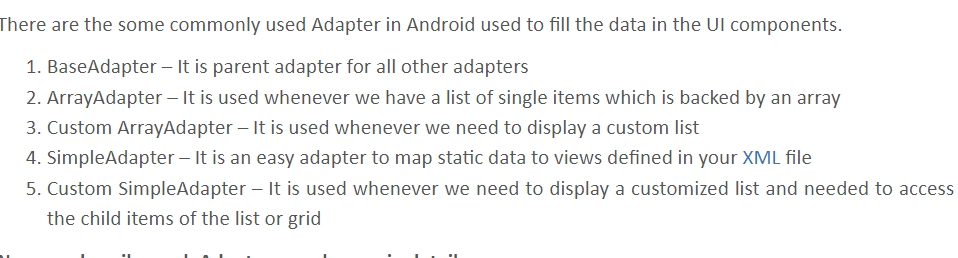 There are the some commonly used Adapter in Android used to fill the data in the UI components.
1. BaseAdapter – It is parent adapter for all other adapters
2. ArrayAdapter – It is used whenever we have a list of single items which is backed by an array
3. Custom ArrayAdapter – It is used whenever we need to display a custom list
4. SimpleAdapter – It is an easy adapter to map static data to views defined in your XML file
5. Custom SimpleAdapter – It is used whenever we need to display a customized list and needed to access
the child items of the list or grid